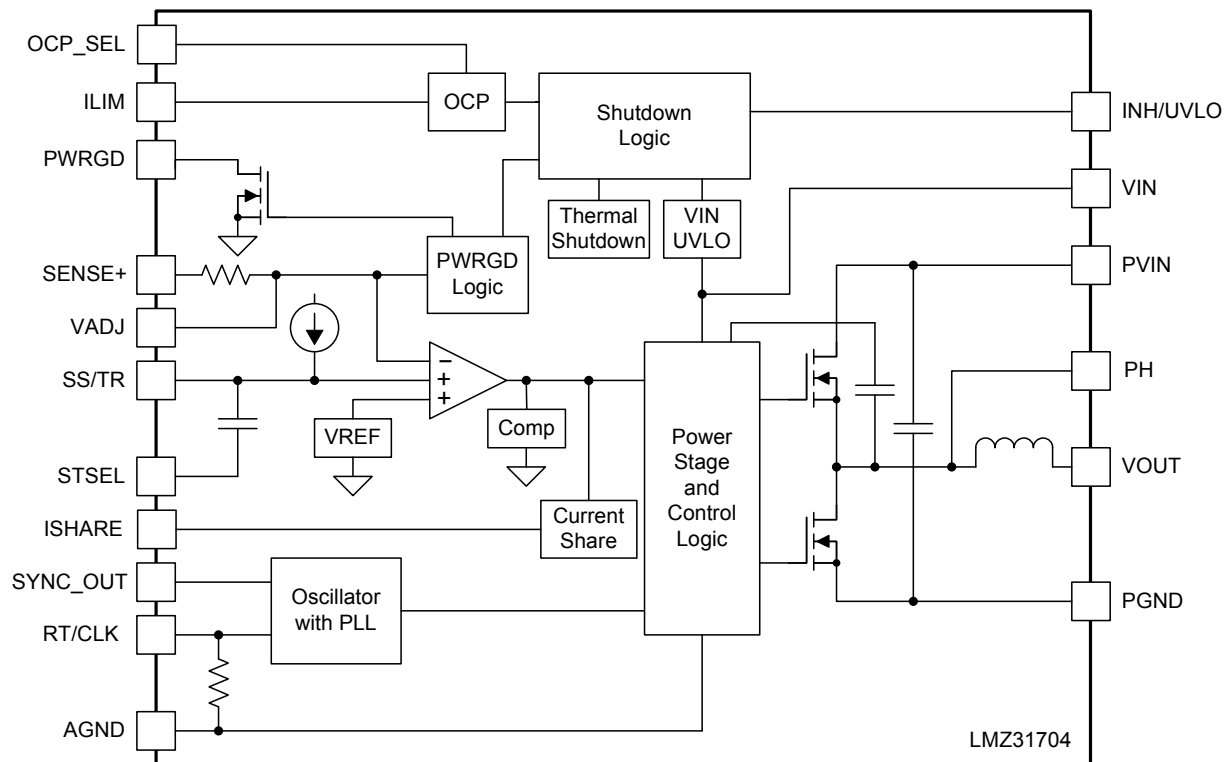 OCP_SEL
ILIM
PWRGD
SENSE+
VADJ
SS/TR
STSEL
ISHARE
SYNC_OUT
RT/CLK
AGND
OCP
Shutdown
Logic
Thermal
Shutdown
VIN
UVLO
PWRGD
Logic
−
+
+
VREF
Comp
Current
Share
Oscillator
with PLL
Power
Stage
and
Control
Logic
INH/UVLO
VIN
PVIN
PH
VOUT
PGND
LMZ31704